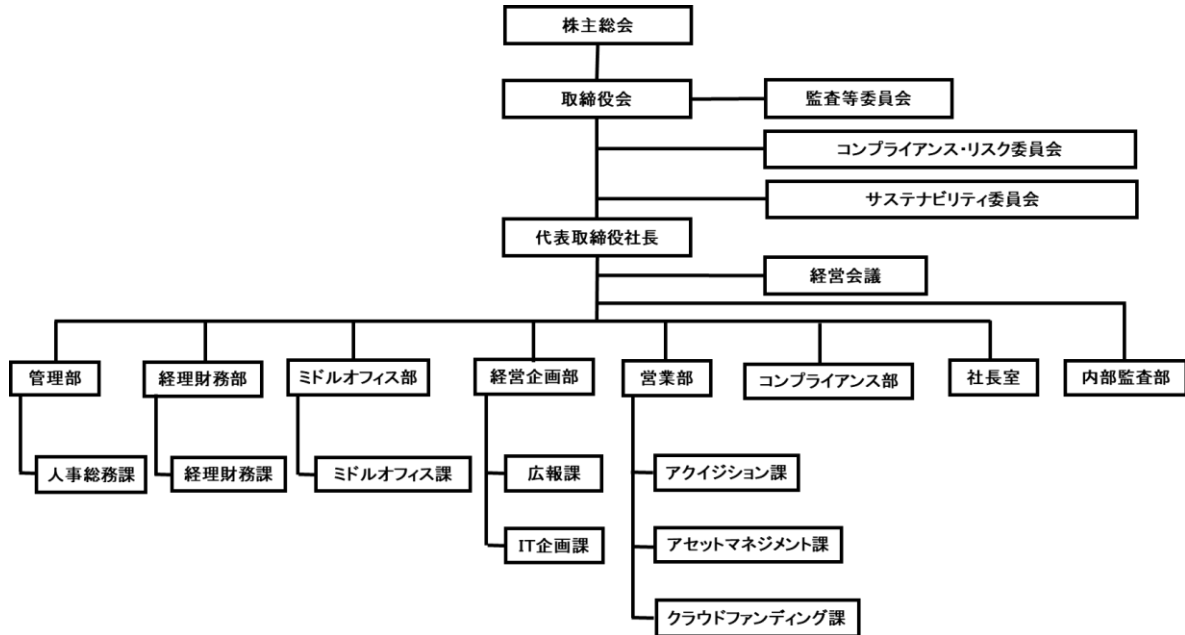 株主総会
取締役会
監査等委員会
コンプライアンス・リスク委員会
サステナビリティ委員会
代表取締役社長
経営会議
管理部
経理財務部
ミドルオフィス部
経営企画部
営業部
コンプライアンス部
社長室
内部監査部
人事総務課
経理財務課
ミドルオフィス課
広報課
アクイジション課
IT企画課
アセットマネジメント課
クラウドファンディング課